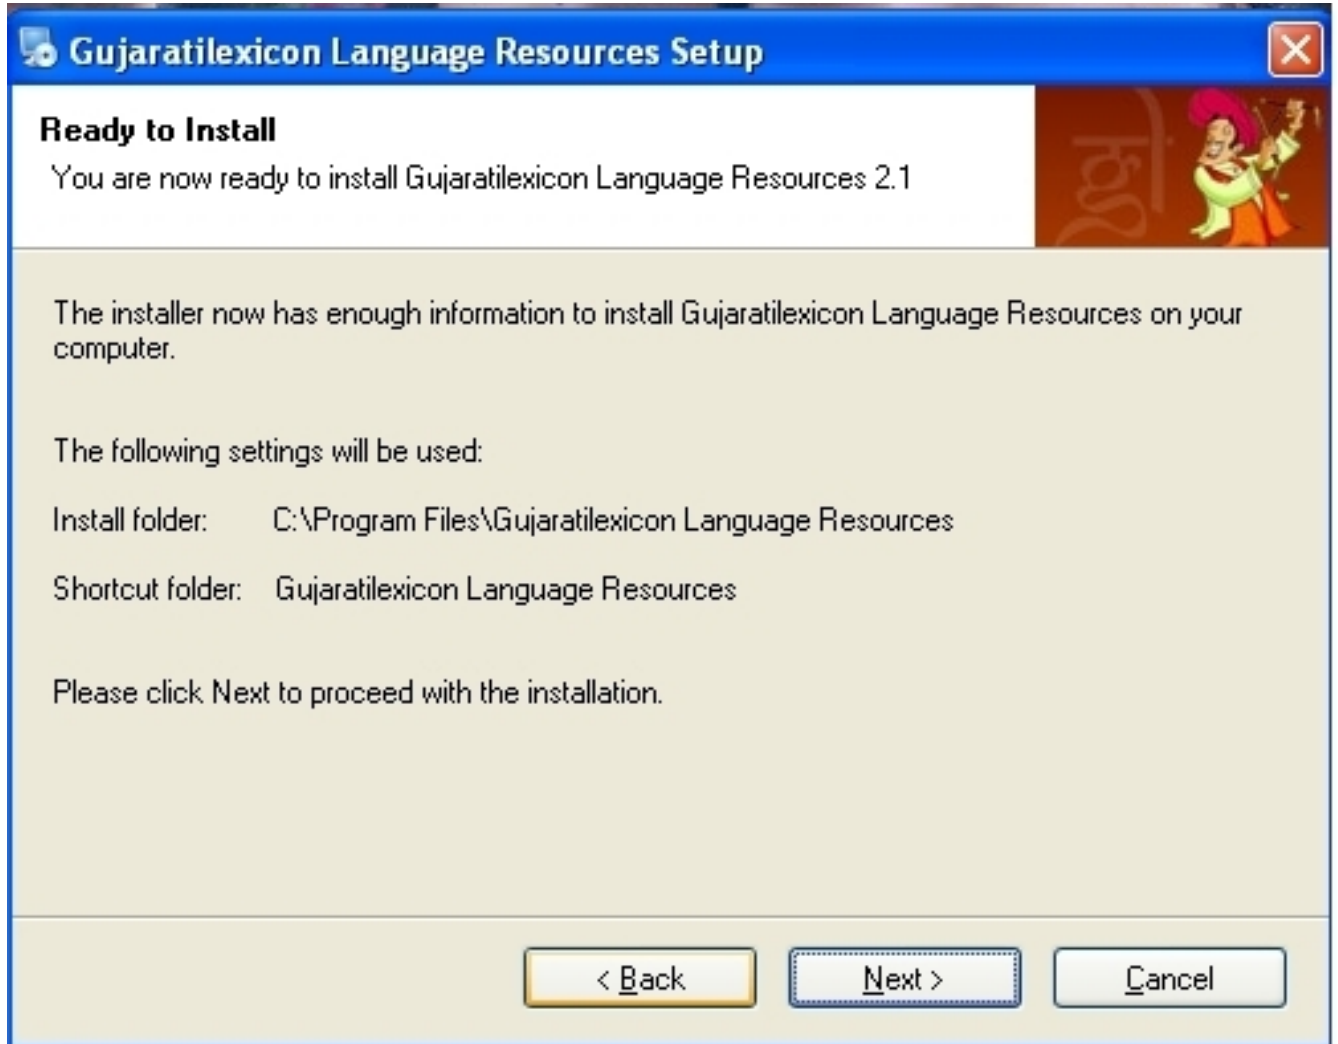 Gujaratilexicon Language Resources Setup
Ready to Install
You are now ready to install Gujaratilexicon Language Resources 2.1
The installer now has enough information to install Gujaratilexicon Language Resources on your
computer.
The following settings will be used:
Install folder: C:\Program Files\Gujaratilexicon Language Resources
Shortcut folder: Gujaratilexicon Language Resources
Please click Next to proceed with the installation.
< Back Next > Cancel